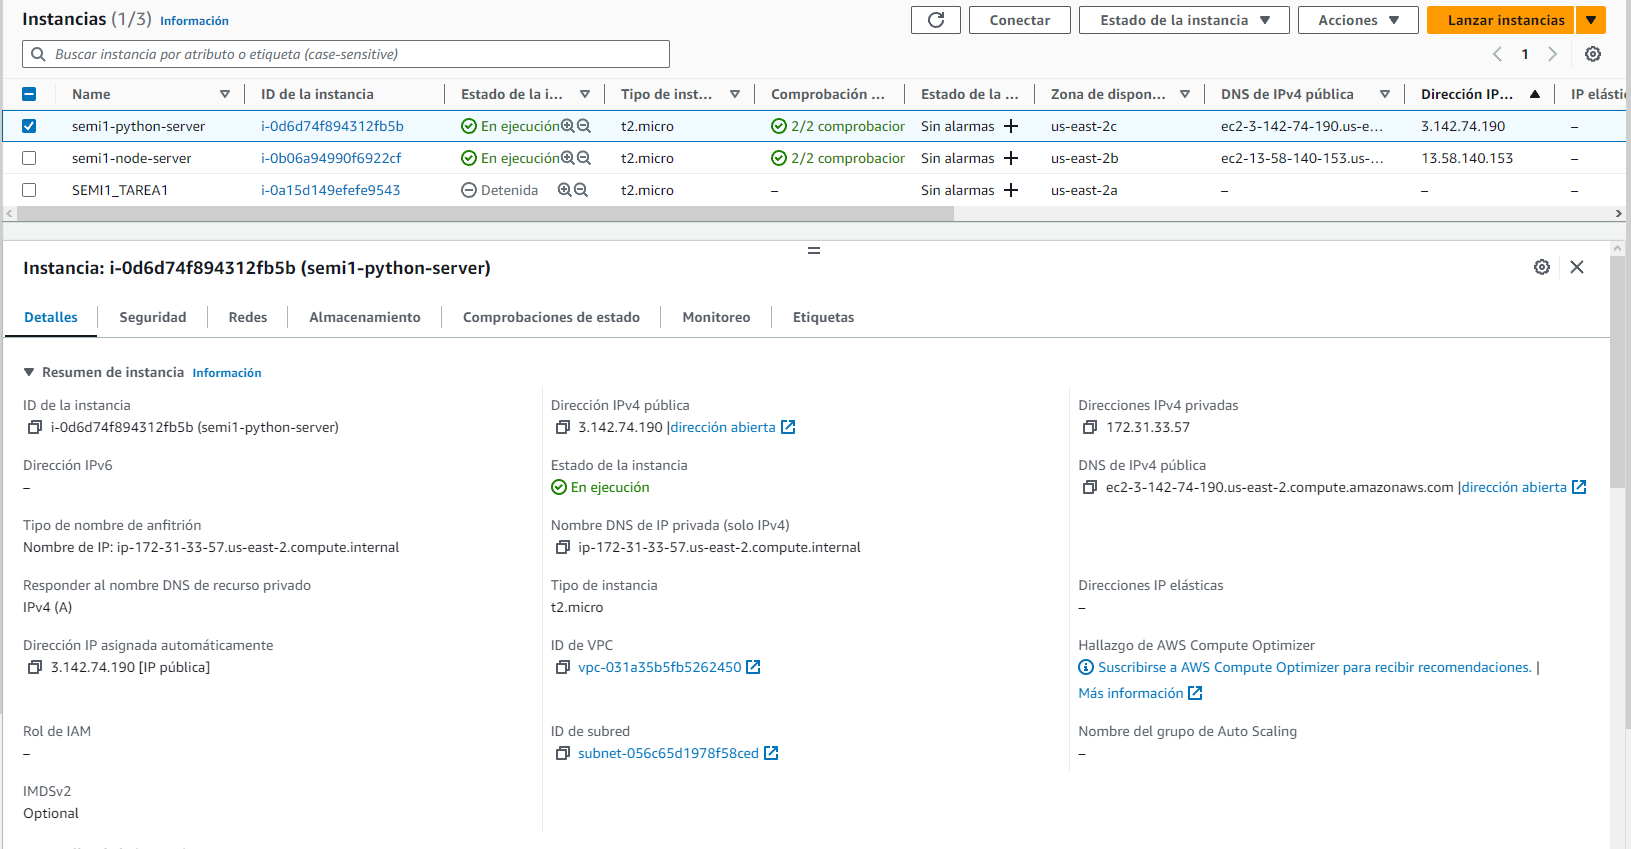 Instancias (1/3) Información
Conectar
Estado de la instancia
Acciones
Lanzar instancias
Buscar instancia por atributo o etiqueta (case-sensitive)
1
Name ID de la instancia Estado de la i... Tipo de inst... Comprobación ... Estado de la ... Zona de dispon... DNS de IPv4 pública Dirección IP... IP elásti
semi1-python-server i-0d6d74f894312fb5b En ejecución t2.micro 2/2 comprobacior Sin alarmas us-east-2c ec2-3-142-74-190.us-e... 3.142.74.190 –
semi1-node-server i-0b06a94990f6922cf En ejecución t2.micro 2/2 comprobacior Sin alarmas us-east-2b ec2-13-58-140-153.us-... 13.58.140.153 –
SEMI1_TAREA1 i-0a15d149efefe9543 Detenida t2.micro – Sin alarmas us-east-2a – – –
Instancia: i-0d6d74f894312fb5b (semi1-python-server)
Detalles Seguridad Redes Almacenamiento Comprobaciones de estado Monitoreo Etiquetas
Resumen de instancia Información
ID de la instancia
i-0d6d74f894312fb5b (semi1-python-server)
Dirección IPv4 pública
3.142.74.190 |dirección abierta
Direcciones IPv4 privadas
172.31.33.57
Dirección IPv6
–
Estado de la instancia
En ejecución
DNS de IPv4 pública
ec2-3-142-74-190.us-east-2.compute.amazonaws.com |dirección abierta
Tipo de nombre de anfitrión
Nombre de IP: ip-172-31-33-57.us-east-2.compute.internal
Nombre DNS de IP privada (solo IPv4)
ip-172-31-33-57.us-east-2.compute.internal
Responder al nombre DNS de recurso privado
IPv4 (A)
Tipo de instancia
t2.micro
Direcciones IP elásticas
–
Dirección IP asignada automáticamente
3.142.74.190 [IP pública]
ID de VPC
vpc-031a35b5fb5262450
Hallazgo de AWS Compute Optimizer
Suscribirse a AWS Compute Optimizer para recibir recomendaciones. |
Más información
Rol de IAM
–
ID de subred
subnet-056c65d1978f58ced
Nombre del grupo de Auto Scaling
–
IMDSv2
Optional